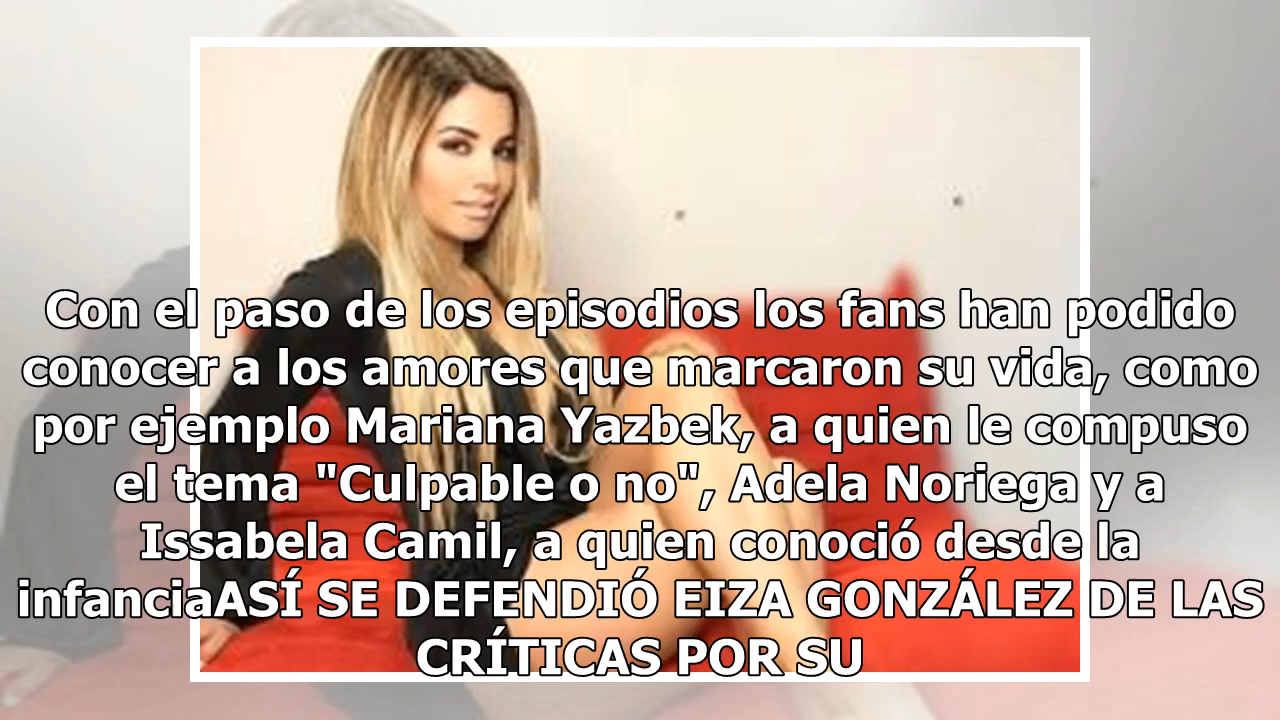 Con el paso de los episodios los fans han podido
conocer a los amores que marcaron su vida, como
por ejemplo Mariana Yazbek, a quien le compuso
el tema "Culpable o no", Adela Noriega y a
Issabela Camil, a quien conoció desde la
infanciaASÍ SE DEFENDIÓ EIZA GONZÁLEZ DE LAS
CRÍTICAS POR SU